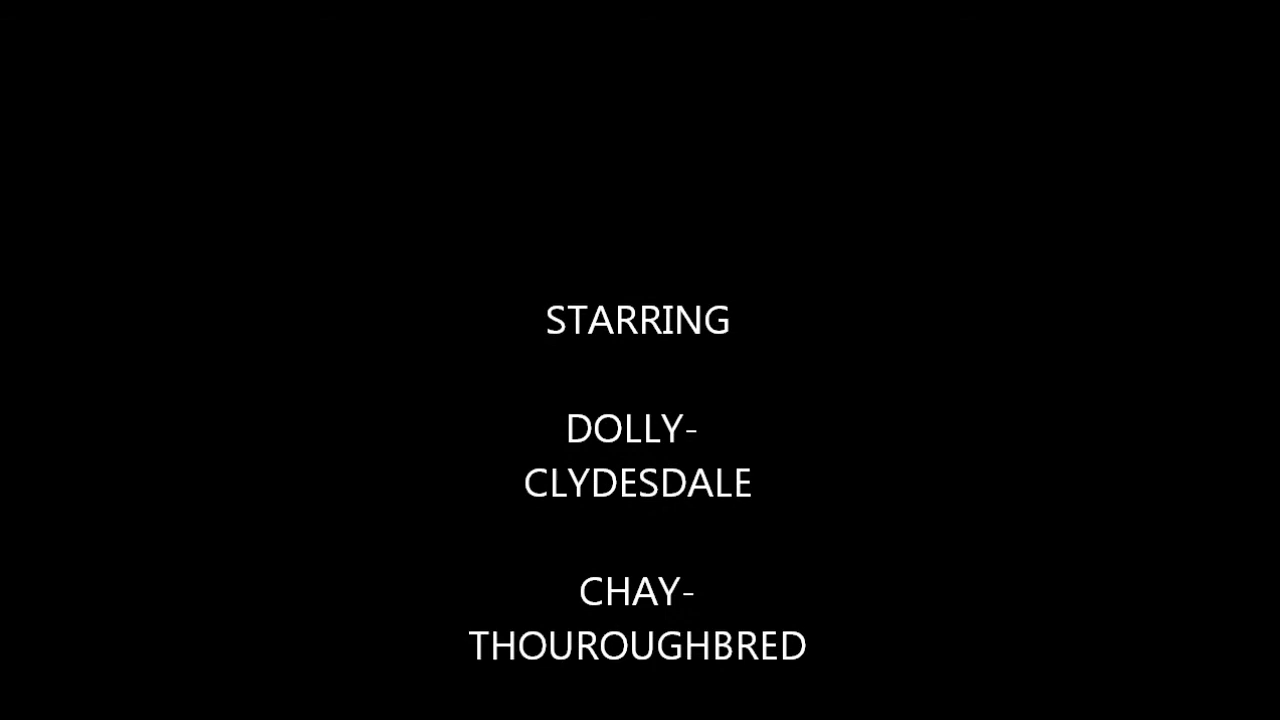 STARRING
DOLLY-
CLYDESDALE
CHAY-
THOUROUGHBRED